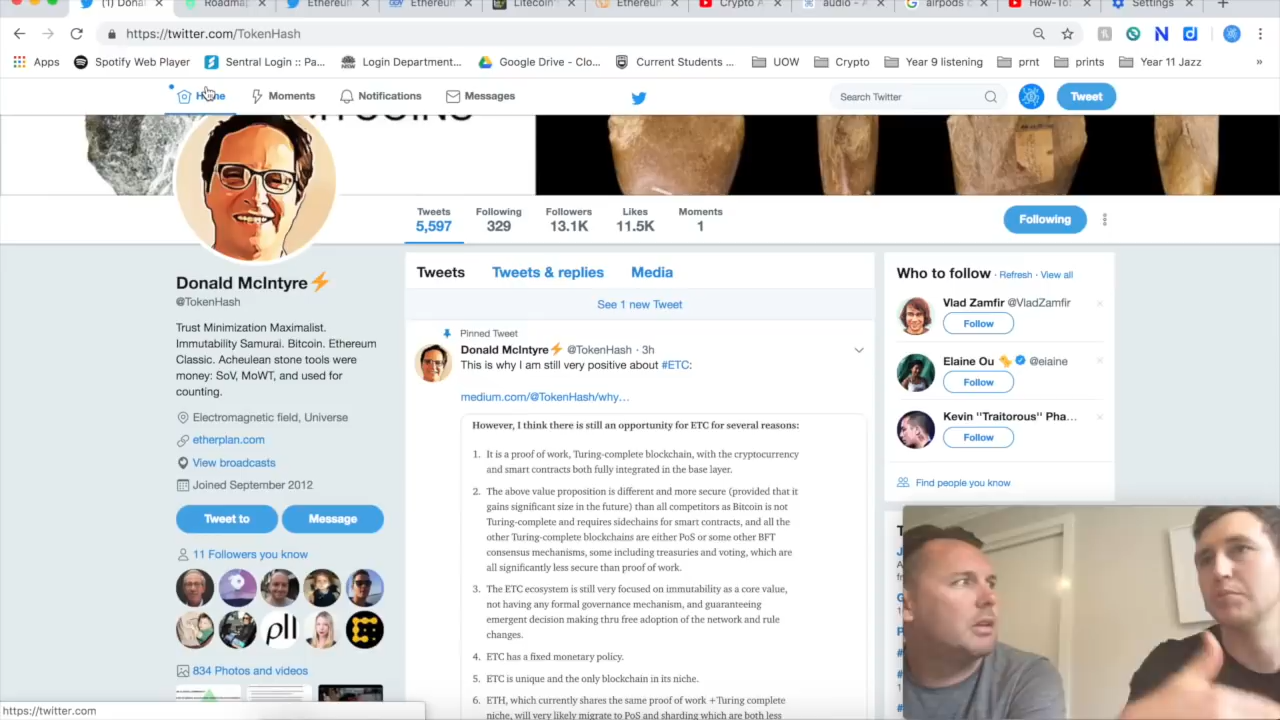 (1) Dona
Roadmap
Ethereum
Ethereum
Litecoin
Ethereum
Crypto A
audio - A
airpods
How-To:
Settings
https://twitter.com/TokenHash
Apps
Spotify Web Player
Sentral Login :: Pa...
Login Department...
Google Drive - Clo...
Current Students ...
UOW
Crypto
Year 9 listening
prnt
prints
Year 11 Jazz
»
Home
Moments
Notifications
Messages
Search Twitter
Tweet
Tweets
5,597
Following
329
Followers
13.1K
Likes
11.5K
Moments
1
Following
Donald McIntyre⚡
@TokenHash
Trust Minimization Maximalist.
Immutability Samurai. Bitcoin. Ethereum
Classic. Acheulean stone tools were
money: SoV, MoWT, and used for
counting.
Electromagnetic field, Universe
etherplan.com
View broadcasts
Joined September 2012
Tweet to
Message
11 Followers you know
pll
834 Photos and videos
Tweets
Tweets & replies
Media
See 1 new Tweet
Pinned Tweet
Donald McIntyre⚡ @TokenHash · 3h
This is why I am still very positive about #ETC:
medium.com/@TokenHash/why…
However, I think there is still an opportunity for ETC for several reasons:
1. It is a proof of work, Turing-complete blockchain, with the cryptocurrency
and smart contracts both fully integrated in the base layer.
2. The above value proposition is different and more secure (provided that it
gains significant size in the future) than all competitors as Bitcoin is not
Turing-complete and requires sidechains for smart contracts, and all the
other Turing-complete blockchains are either PoS or some other BFT
consensus mechanisms, some including treasuries and voting, which are
all significantly less secure than proof of work.
3. The ETC ecosystem is still very focused on immutability as a core value,
not having any formal governance mechanism, and guaranteeing
emergent decision making thru free adoption of the network and rule
changes.
4. ETC has a fixed monetary policy.
5. ETC is unique and the only blockchain in its niche.
6. ETH, which currently shares the same proof of work +Turing complete
niche, will very likely migrate to PoS and sharding which are both less
Who to follow · Refresh · View all
Vlad Zamfir @VladZamfir
Follow
Elaine Ou @eiaine
Follow
Kevin "Traitorous" Pha...
Follow
Find people you know
https://twitter.com